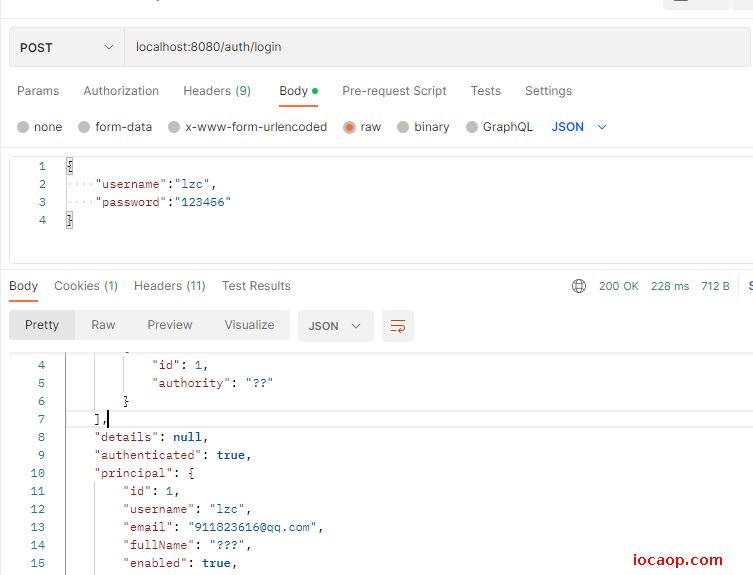 POST localhost:8080/auth/login
Params Authorization Headers (9) Body Pre-request Script Tests Settings
none form-data x-www-form-urlencoded raw binary GraphQL JSON
1 {
2 "username":"lzc",
3 "password":"123456"
4 }
Body Cookies (1) Headers (11) Test Results 200 OK 228 ms 712 B
Pretty Raw Preview Visualize JSON
4 "id": 1,
5 "authority": "??"
6 }
7 ],
8 "details": null,
9 "authenticated": true,
10 "principal": {
11 "id": 1,
12 "username": "lzc",
13 "email": "911823616@qq.com",
14 "fullName": "???",
15 "enabled": true,
iocaop.com